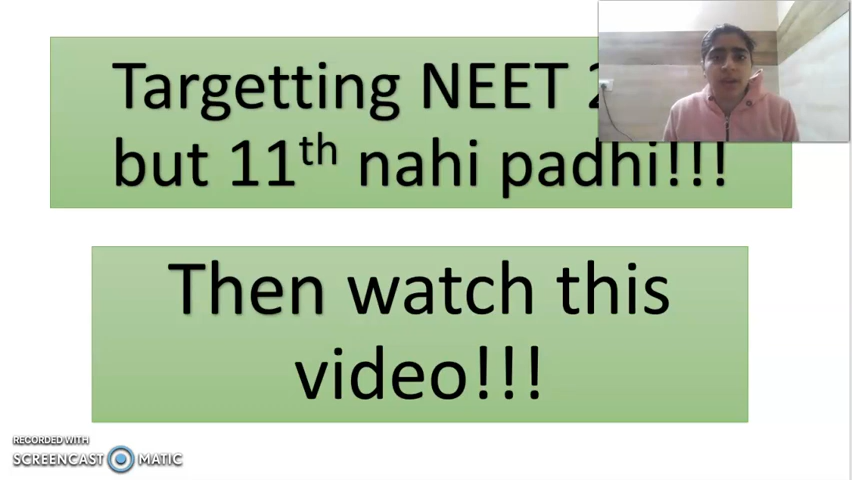 Targetting NEET
but 11th nahi padhi!!!
Then watch this
video!!!
RECORDED WITH
SCREENCAST MATIC